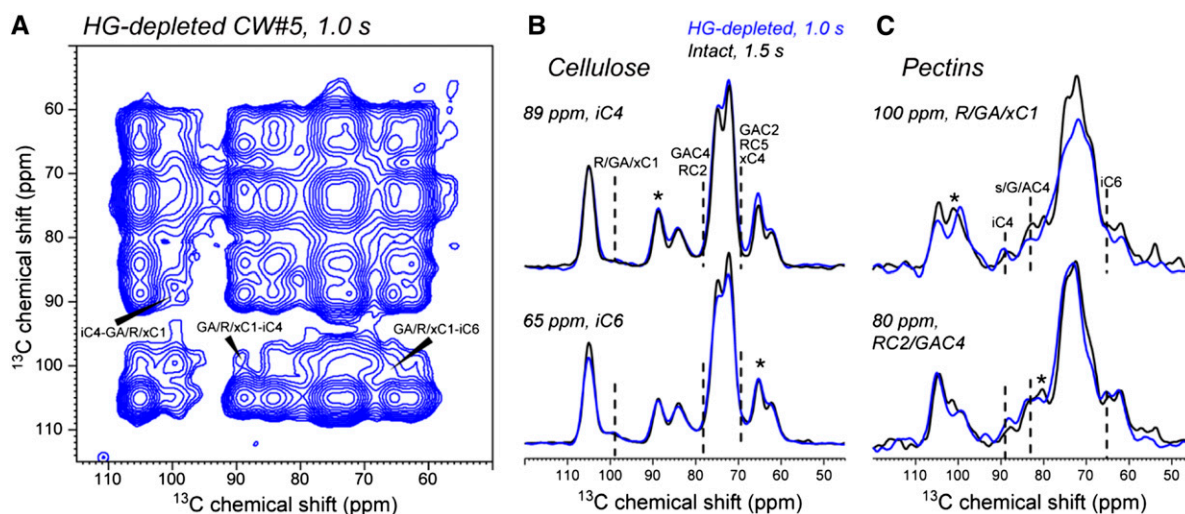 A
HG-depleted CW#5, 1.0 s
60
70
80
90
100
110
13C chemical shift (ppm)
iC4-GA/R/xC1
GA/R/xC1-iC4
GA/R/xC1-iC6
110 100 90 80 70 60
13C chemical shift (ppm)
B
HG-depleted, 1.0 s
Intact, 1.5 s
Cellulose
89 ppm, iC4
R/GA/xC1
*
GAC4
RC2
GAC2
RC5
xC4
65 ppm, iC6
*
110 100 90 80 70 60 50
13C chemical shift (ppm)
C
Pectins
100 ppm, R/GA/xC1
*
s/G/AC4
iC4
iC6
80 ppm,
RC2/GAC4
*
110 100 90 80 70 60 50
13C chemical shift (ppm)